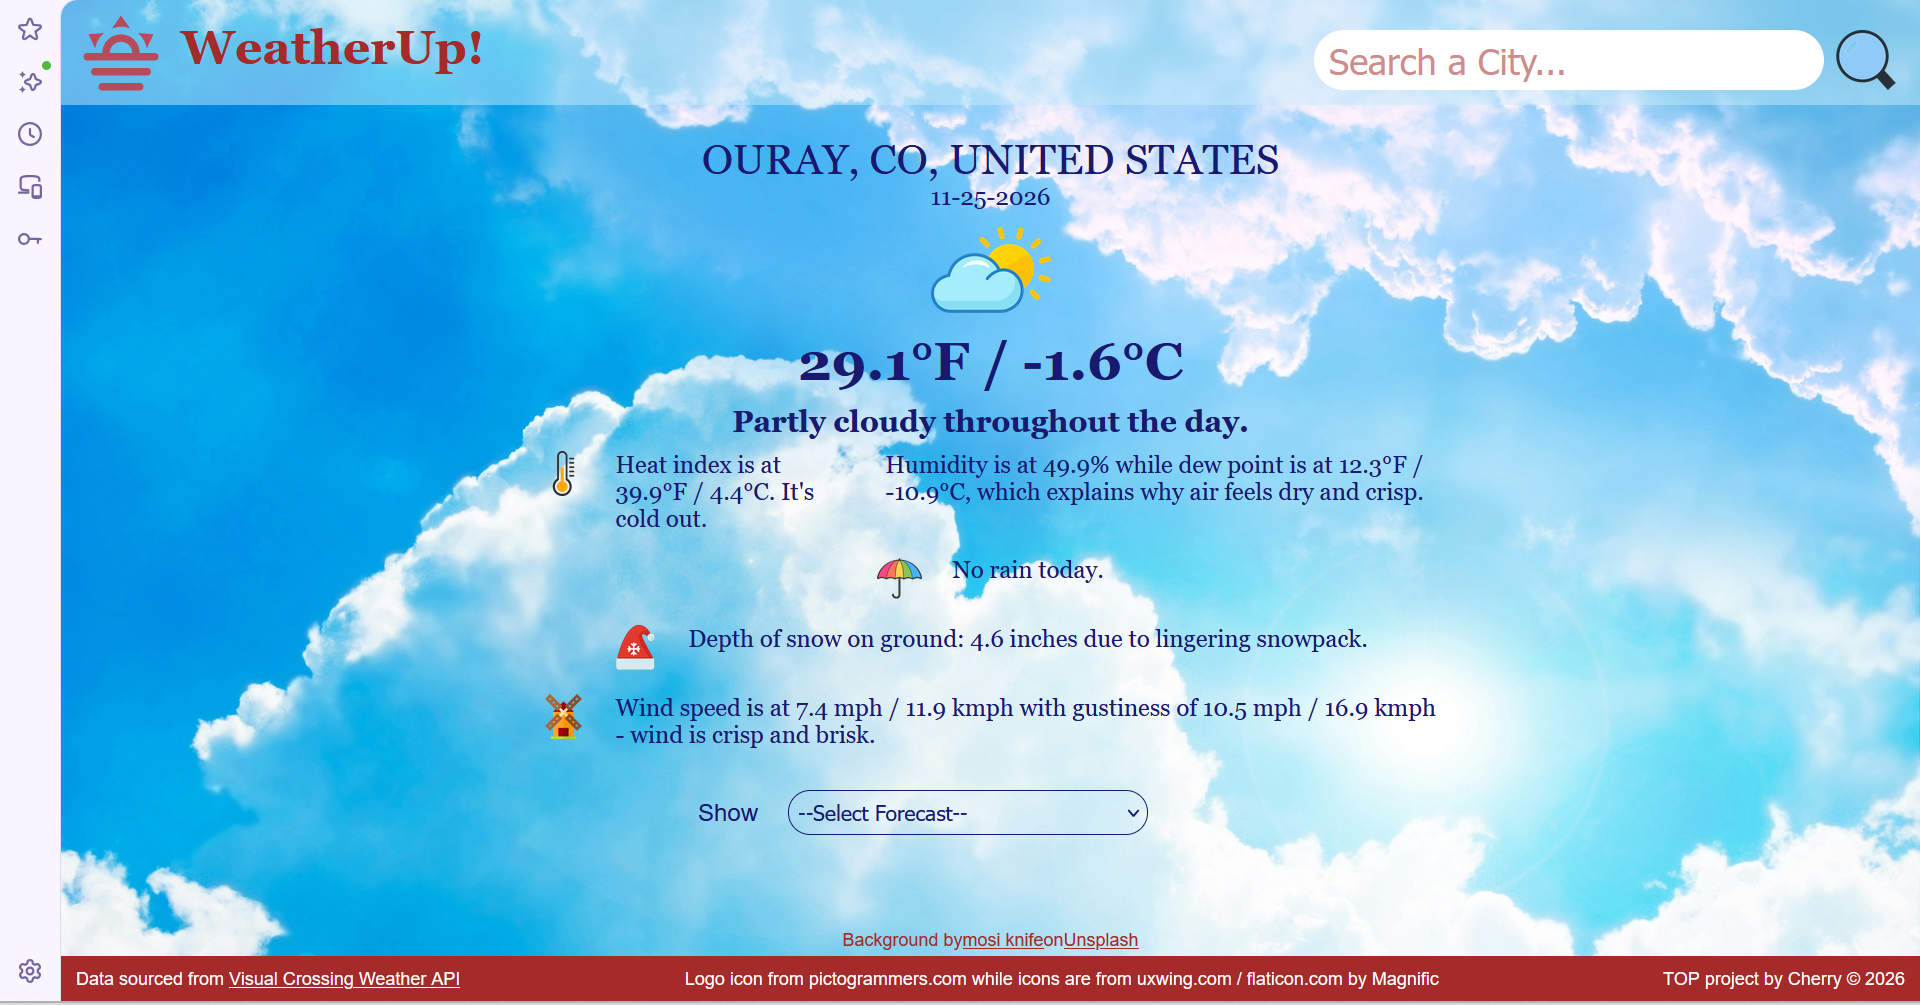 WeatherUp!
Search a City...
OURAY, CO, UNITED STATES
11-25-2026
29.1°F / -1.6°C
Partly cloudy throughout the day.
Heat index is at
39.9°F / 4.4°C. It's
cold out.
Humidity is at 49.9% while dew point is at 12.3°F /
-10.9°C, which explains why air feels dry and crisp.
No rain today.
Depth of snow on ground: 4.6 inches due to lingering snowpack.
Wind speed is at 7.4 mph / 11.9 kmph with gustiness of 10.5 mph / 16.9 kmph
- wind is crisp and brisk.
Show --Select Forecast--
Background bymosi knifeonUnsplash
Data sourced from Visual Crossing Weather API
Logo icon from pictogrammers.com while icons are from uxwing.com / flaticon.com by Magnific
TOP project by Cherry © 2026